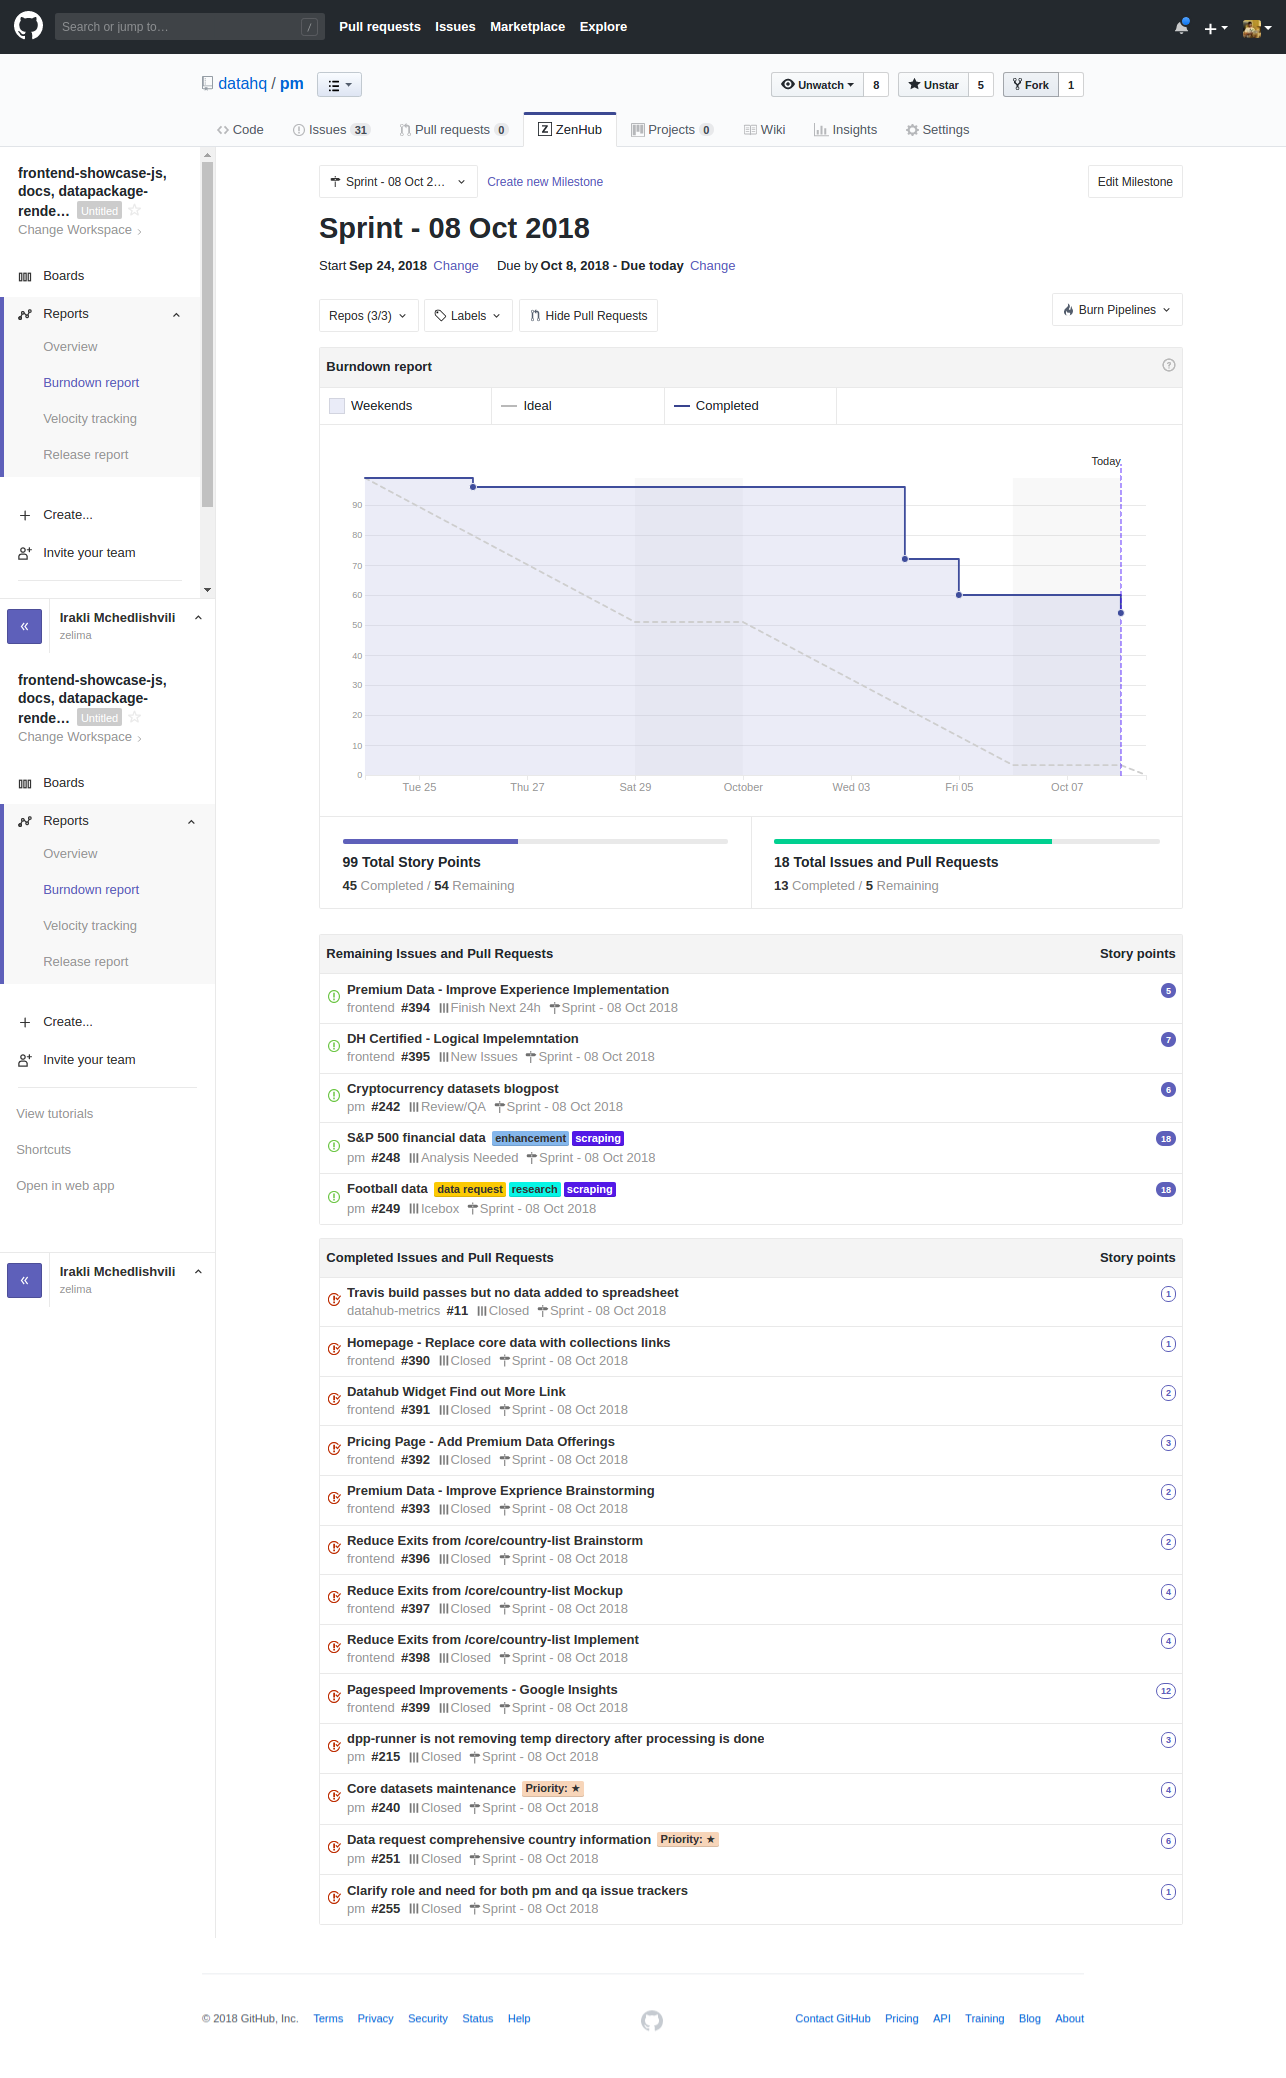 Search or jump to…
/
Pull requests Issues Marketplace Explore
datahq / pm
Unwatch 8 Unstar 5 Fork 1
Code Issues 31 Pull requests 0 ZenHub Projects 0 Wiki Insights Settings
frontend-showcase-js,
docs, datapackage-
rende… Untitled
Change Workspace
Boards
Reports
Overview
Burndown report
Velocity tracking
Release report
Create...
Invite your team
Irakli Mchedlishvili
zelima
frontend-showcase-js,
docs, datapackage-
rende… Untitled
Change Workspace
Boards
Reports
Overview
Burndown report
Velocity tracking
Release report
Create...
Invite your team
View tutorials
Shortcuts
Open in web app
Irakli Mchedlishvili
zelima
Sprint - 08 Oct 2… Create new Milestone Edit Milestone
Sprint - 08 Oct 2018
Start Sep 24, 2018 Change Due by Oct 8, 2018 - Due today Change
Repos (3/3) Labels Hide Pull Requests Burn Pipelines
Burndown report
Weekends Ideal Completed
Today
90
80
70
60
50
40
30
20
10
0
Tue 25 Thu 27 Sat 29 October Wed 03 Fri 05 Oct 07
99 Total Story Points
45 Completed / 54 Remaining
18 Total Issues and Pull Requests
13 Completed / 5 Remaining
Remaining Issues and Pull Requests Story points
Premium Data - Improve Experience Implementation 5
frontend #394 Finish Next 24h Sprint - 08 Oct 2018
DH Certified - Logical Impelemntation 7
frontend #395 New Issues Sprint - 08 Oct 2018
Cryptocurrency datasets blogpost 6
pm #242 Review/QA Sprint - 08 Oct 2018
S&P 500 financial data enhancement scraping 18
pm #248 Analysis Needed Sprint - 08 Oct 2018
Football data data request research scraping 18
pm #249 Icebox Sprint - 08 Oct 2018
Completed Issues and Pull Requests Story points
Travis build passes but no data added to spreadsheet 1
datahub-metrics #11 Closed Sprint - 08 Oct 2018
Homepage - Replace core data with collections links 1
frontend #390 Closed Sprint - 08 Oct 2018
Datahub Widget Find out More Link 2
frontend #391 Closed Sprint - 08 Oct 2018
Pricing Page - Add Premium Data Offerings 3
frontend #392 Closed Sprint - 08 Oct 2018
Premium Data - Improve Exprience Brainstorming 2
frontend #393 Closed Sprint - 08 Oct 2018
Reduce Exits from /core/country-list Brainstorm 2
frontend #396 Closed Sprint - 08 Oct 2018
Reduce Exits from /core/country-list Mockup 4
frontend #397 Closed Sprint - 08 Oct 2018
Reduce Exits from /core/country-list Implement 4
frontend #398 Closed Sprint - 08 Oct 2018
Pagespeed Improvements - Google Insights 12
frontend #399 Closed Sprint - 08 Oct 2018
dpp-runner is not removing temp directory after processing is done 3
pm #215 Closed Sprint - 08 Oct 2018
Core datasets maintenance Priority: ★ 4
pm #240 Closed Sprint - 08 Oct 2018
Data request comprehensive country information Priority: ★ 6
pm #251 Closed Sprint - 08 Oct 2018
Clarify role and need for both pm and qa issue trackers 1
pm #255 Closed Sprint - 08 Oct 2018
© 2018 GitHub, Inc. Terms Privacy Security Status Help Contact GitHub Pricing API Training Blog About